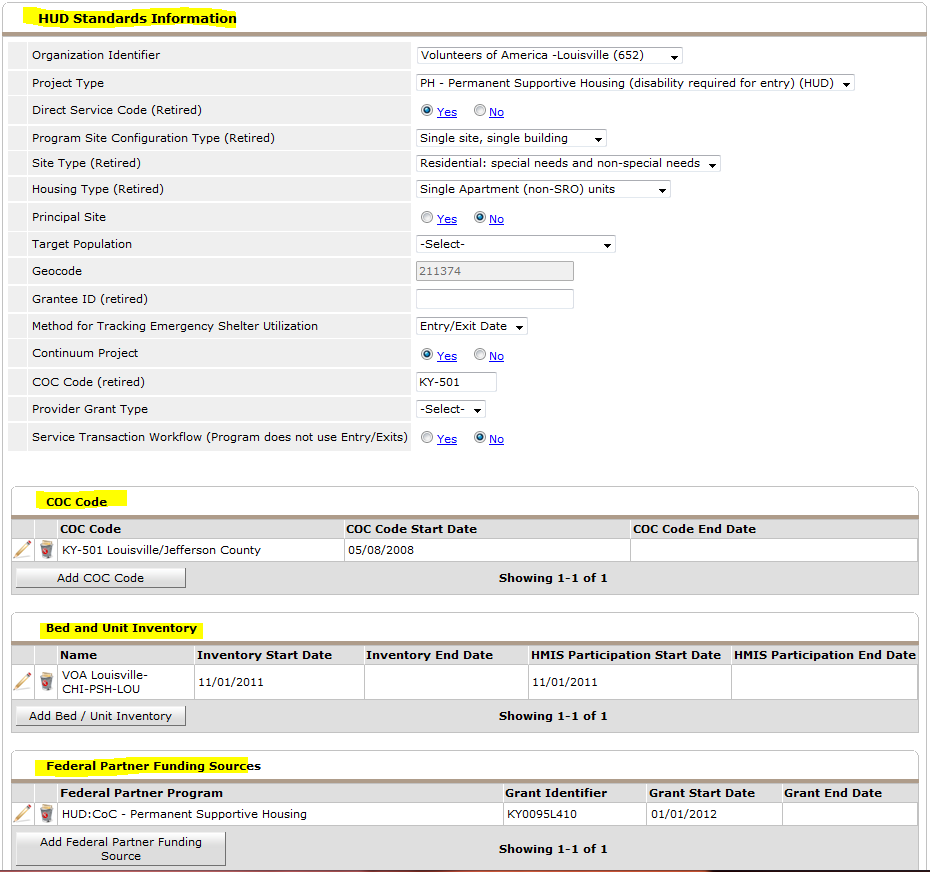 HUD Standards Information
Organization Identifier Volunteers of America -Louisville (652)
Project Type PH - Permanent Supportive Housing (disability required for entry) (HUD)
Direct Service Code (Retired) Yes No
Program Site Configuration Type (Retired) Single site, single building
Site Type (Retired) Residential: special needs and non-special needs
Housing Type (Retired) Single Apartment (non-SRO) units
Principal Site Yes No
Target Population -Select-
Geocode 211374
Grantee ID (retired)
Method for Tracking Emergency Shelter Utilization Entry/Exit Date
Continuum Project Yes No
COC Code (retired) KY-501
Provider Grant Type -Select-
Service Transaction Workflow (Program does not use Entry/Exits) Yes No
COC Code
COC Code COC Code Start Date COC Code End Date
KY-501 Louisville/Jefferson County 05/08/2008
Add COC Code Showing 1-1 of 1
Bed and Unit Inventory
Name Inventory Start Date Inventory End Date HMIS Participation Start Date HMIS Participation End Date
VOA Louisville-
CHI-PSH-LOU 11/01/2011 11/01/2011
Add Bed / Unit Inventory Showing 1-1 of 1
Federal Partner Funding Sources
Federal Partner Program Grant Identifier Grant Start Date Grant End Date
HUD:CoC - Permanent Supportive Housing KY0095L410 01/01/2012
Add Federal Partner Funding
Source Showing 1-1 of 1